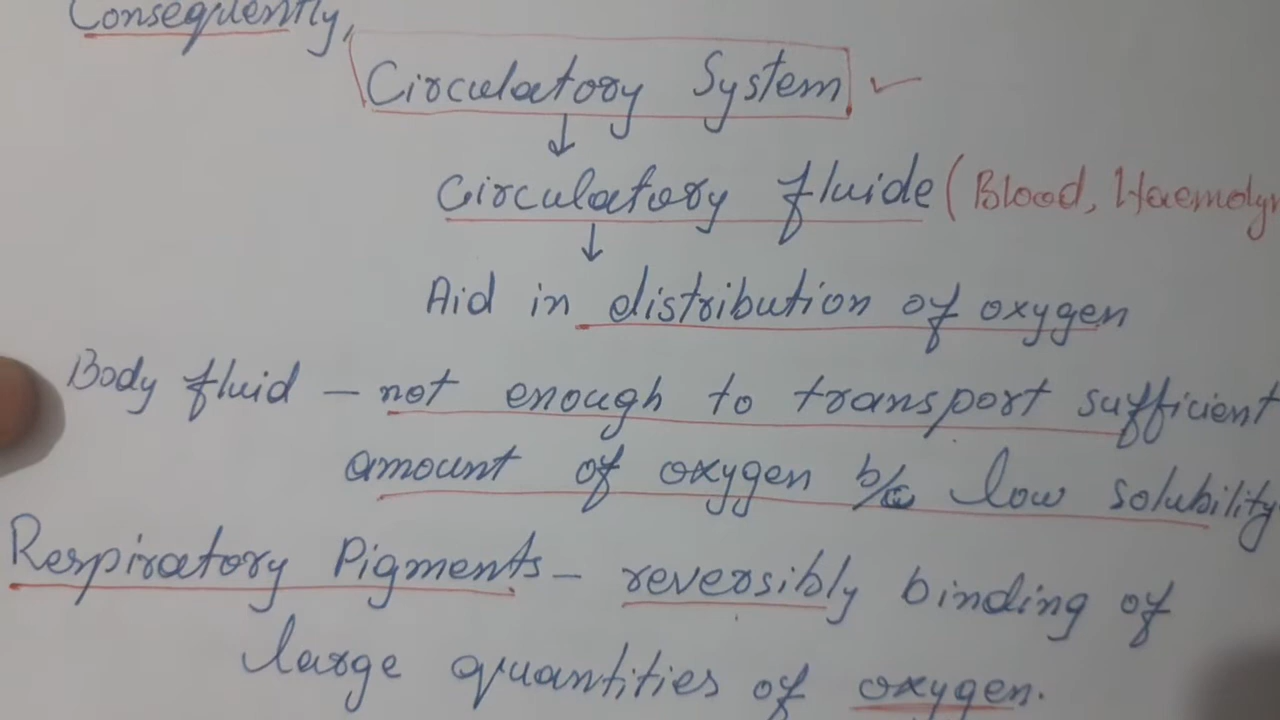 Consequently,
Circulatory System
Circulatory fluide (Blood, Haemoly
Aid in distribution of oxygen
Body fluid – not enough to transport sufficient
amount of oxygen b/c low solubility
Respiratory Pigments – reversibly binding of
large quantities of oxygen.